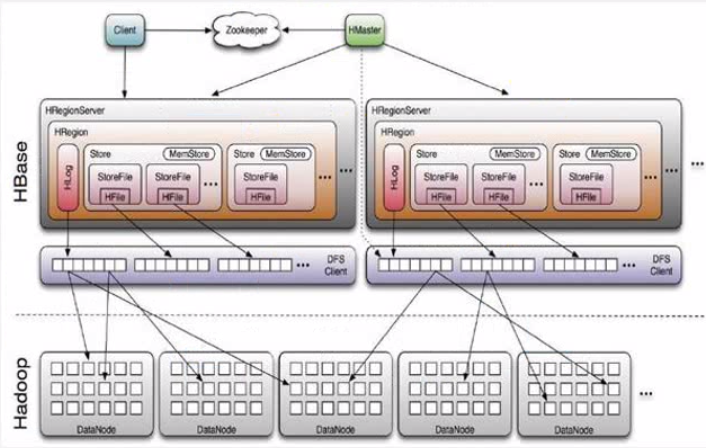 Client
Zookeeper
HMaster
HBase
HRegionServer
HRegion
HLog
Store
MemStore
StoreFile
HFile
StoreFile
HFile
...
Store
MemStore
StoreFile
HFile
...
...
HRegionServer
HRegion
HLog
Store
MemStore
StoreFile
HFile
StoreFile
HFile
...
Store
MemStore
StoreFile
HFile
...
...
...
... DFS
Client
... DFS
Client
Hadoop
DataNode
DataNode
DataNode
DataNode
DataNode
...